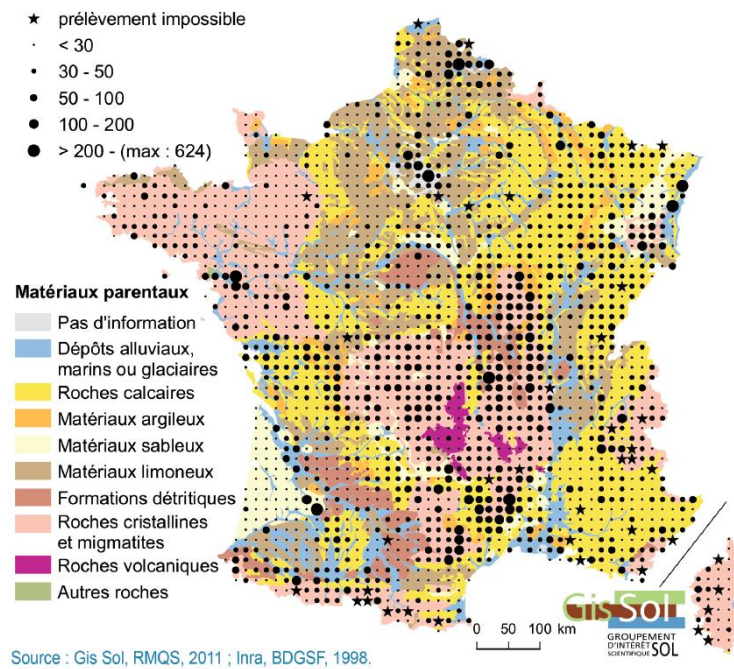 prélèvement impossible
< 30
30 - 50
50 - 100
100 - 200
> 200 - (max : 624)
Matériaux parentaux
Pas d'information
Dépôts alluviaux,
marins ou glaciaires
Roches calcaires
Matériaux argileux
Matériaux sableux
Matériaux limoneux
Formations détritiques
Roches cristallines
et migmatites
Roches volcaniques
Autres roches
0 50 100 km
Gis Sol
GROUPEMENT
D'INTÉRÊT
SCIENTIFIQUE SOL
Source : Gis Sol, RMQS, 2011 ; Inra, BDGSF, 1998.